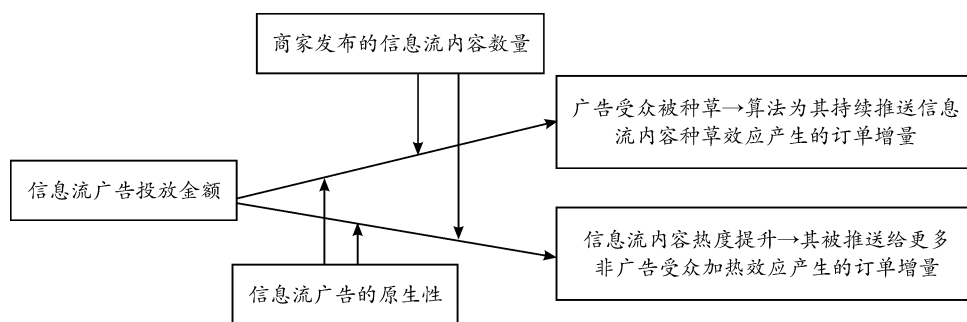 商家发布的信息流内容数量
广告受众被种草→算法为其持续推送信息
流内容种草效应产生的订单增量
信息流广告投放金额
信息流内容热度提升→其被推送给更多
非广告受众加热效应产生的订单增量
信息流广告的原生性